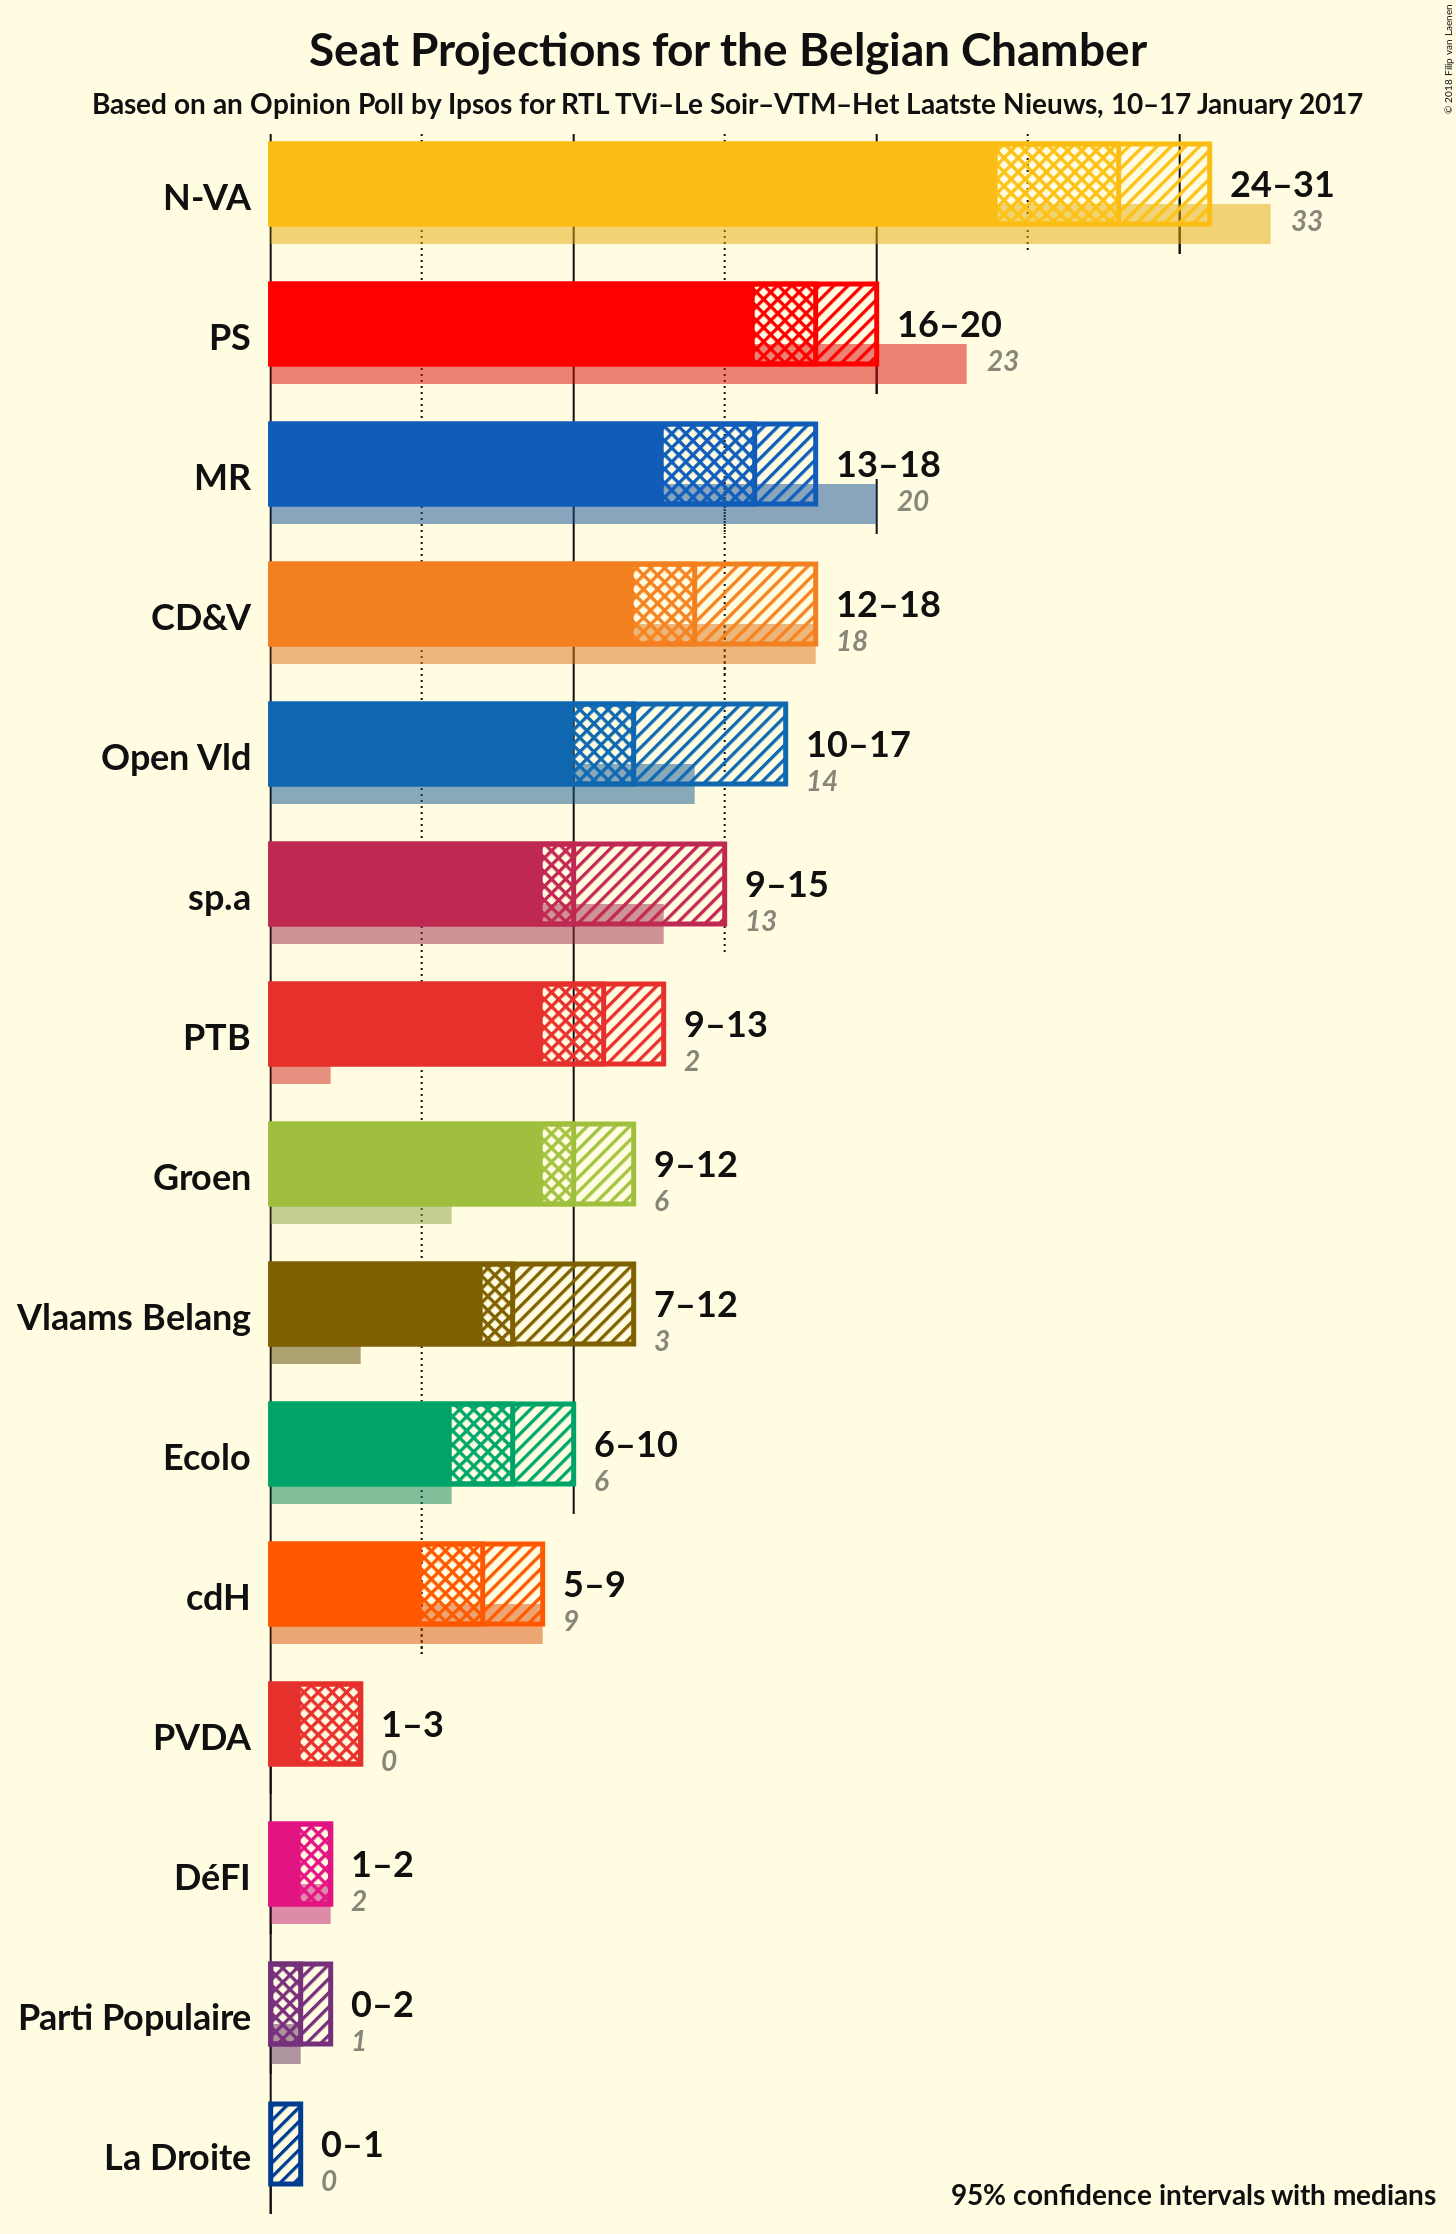 Seat Projections for the Belgian Chamber
Based on an Opinion Poll by Ipsos for RTL TVi–Le Soir–VTM–Het Laatste Nieuws, 10–17 January 2017
© 2018 Filip van Laenen
N-VA
24–31
33
PS
16–20
23
MR
13–18
20
CD&V
12–18
18
Open Vld
10–17
14
sp.a
9–15
13
PTB
9–13
2
Groen
9–12
6
Vlaams Belang
7–12
3
Ecolo
6–10
6
cdH
5–9
9
PVDA
1–3
0
DéFI
1–2
2
Parti Populaire
0–2
1
La Droite
0–1
0
95% confidence intervals with medians